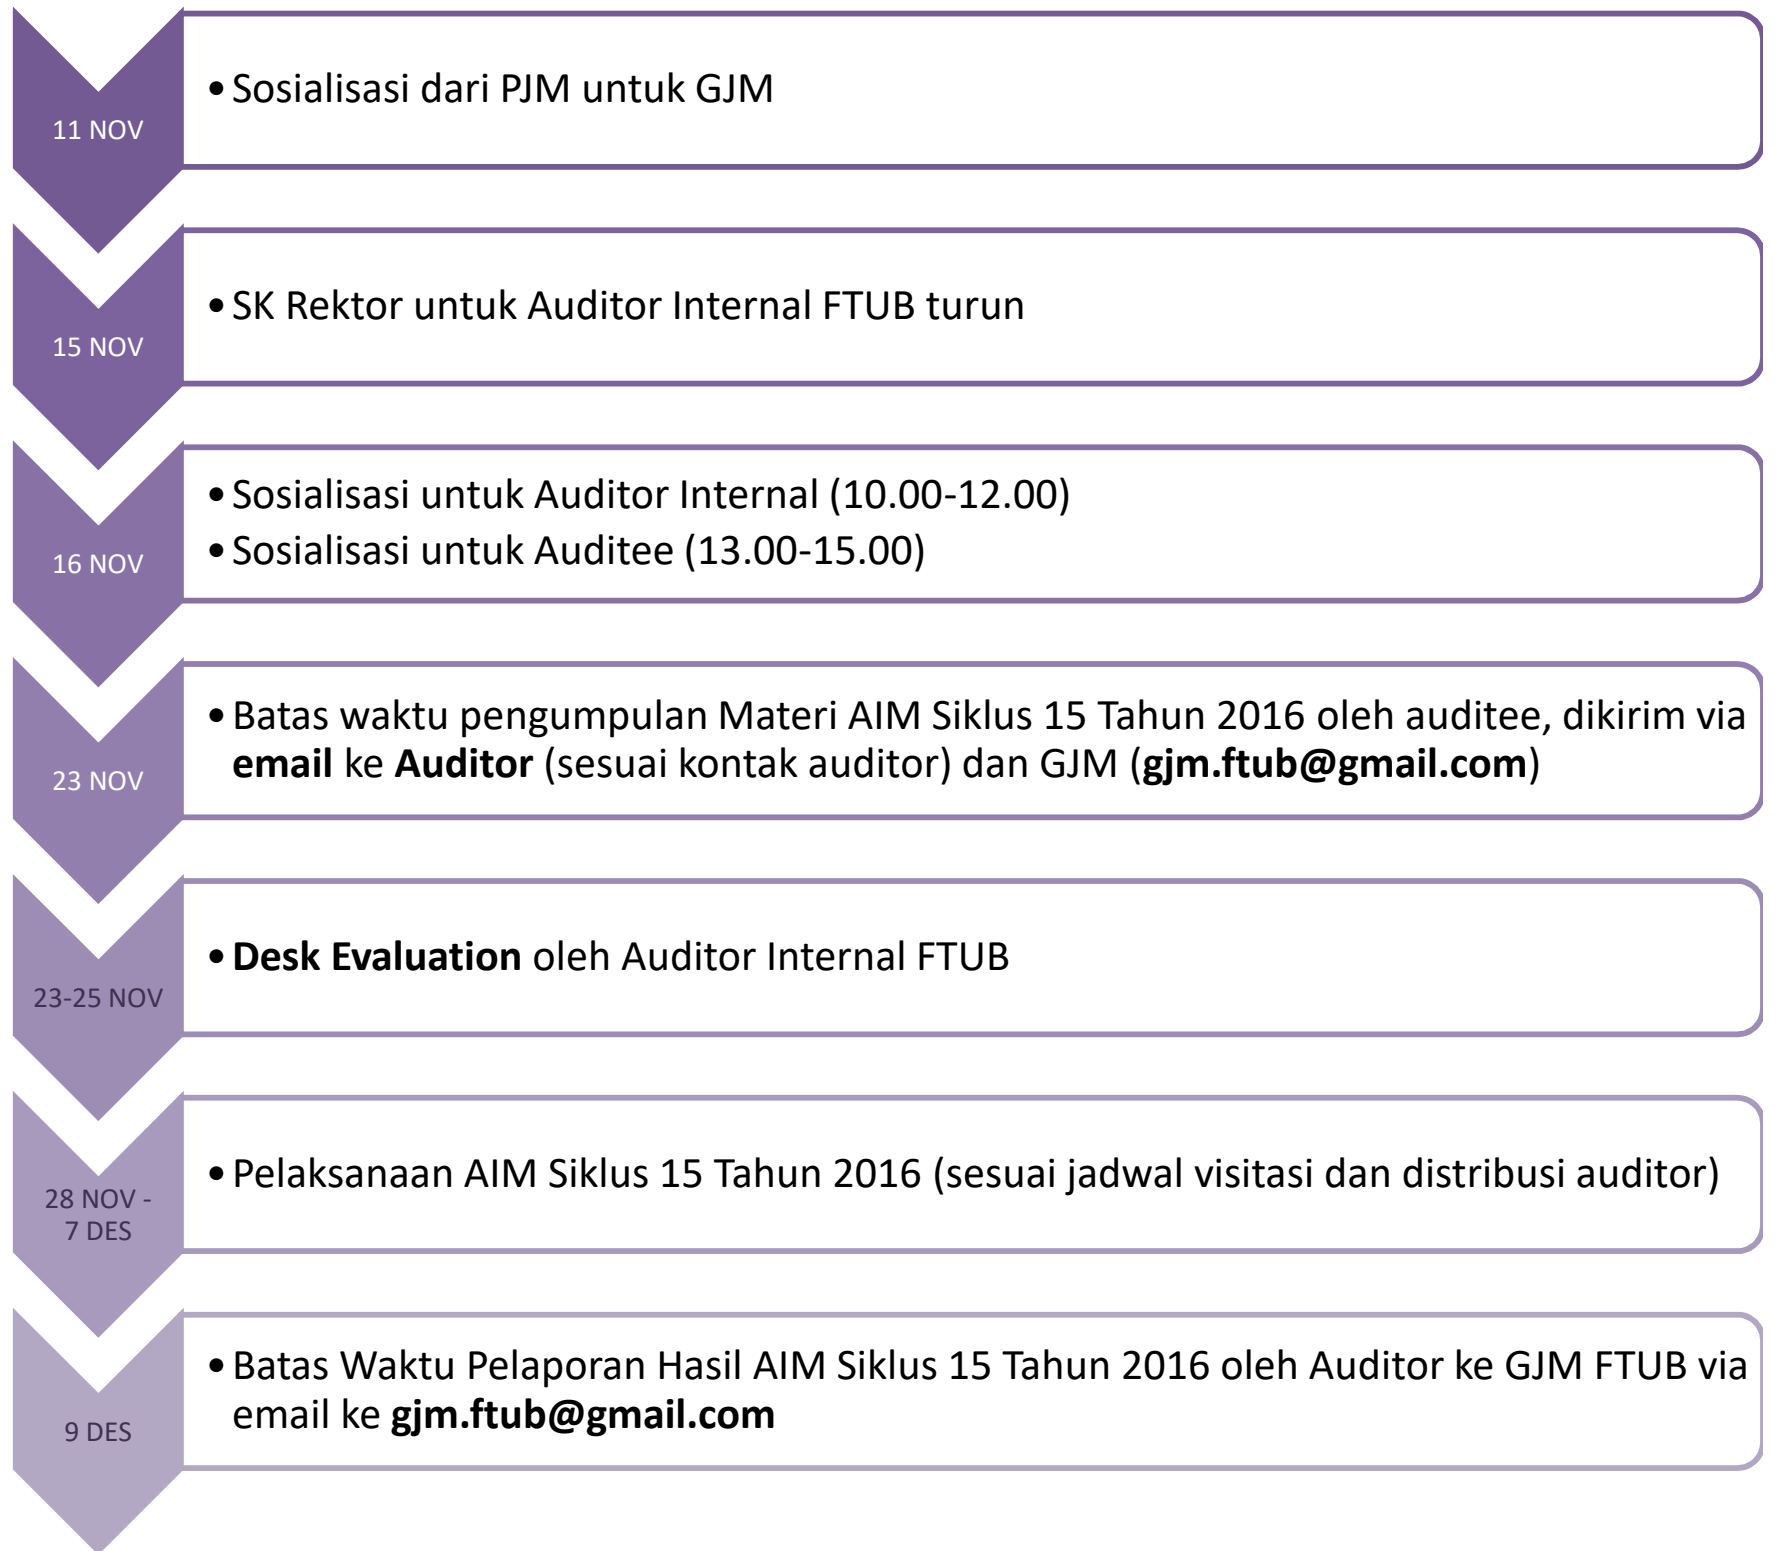 11 NOV
• Sosialisasi dari PJM untuk GJM
15 NOV
• SK Rektor untuk Auditor Internal FTUB turun
16 NOV
• Sosialisasi untuk Auditor Internal (10.00-12.00)
• Sosialisasi untuk Auditee (13.00-15.00)
23 NOV
• Batas waktu pengumpulan Materi AIM Siklus 15 Tahun 2016 oleh auditee, dikirim via
email ke Auditor (sesuai kontak auditor) dan GJM (gjm.ftub@gmail.com)
23-25 NOV
• Desk Evaluation oleh Auditor Internal FTUB
28 NOV -
7 DES
• Pelaksanaan AIM Siklus 15 Tahun 2016 (sesuai jadwal visitasi dan distribusi auditor)
9 DES
• Batas Waktu Pelaporan Hasil AIM Siklus 15 Tahun 2016 oleh Auditor ke GJM FTUB via
email ke gjm.ftub@gmail.com